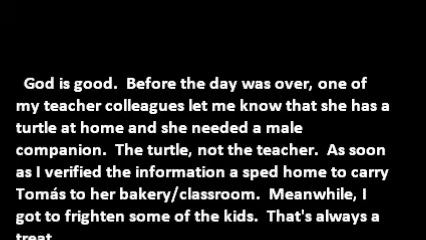 God is good.  Before the day was over, one of
my teacher colleagues let me know that she has a
turtle at home and she needed a male
companion.  The turtle, not the teacher.  As soon
as I verified the information a sped home to carry
Tomás to her bakery/classroom.  Meanwhile, I
got to frighten some of the kids.  That's always a
treat